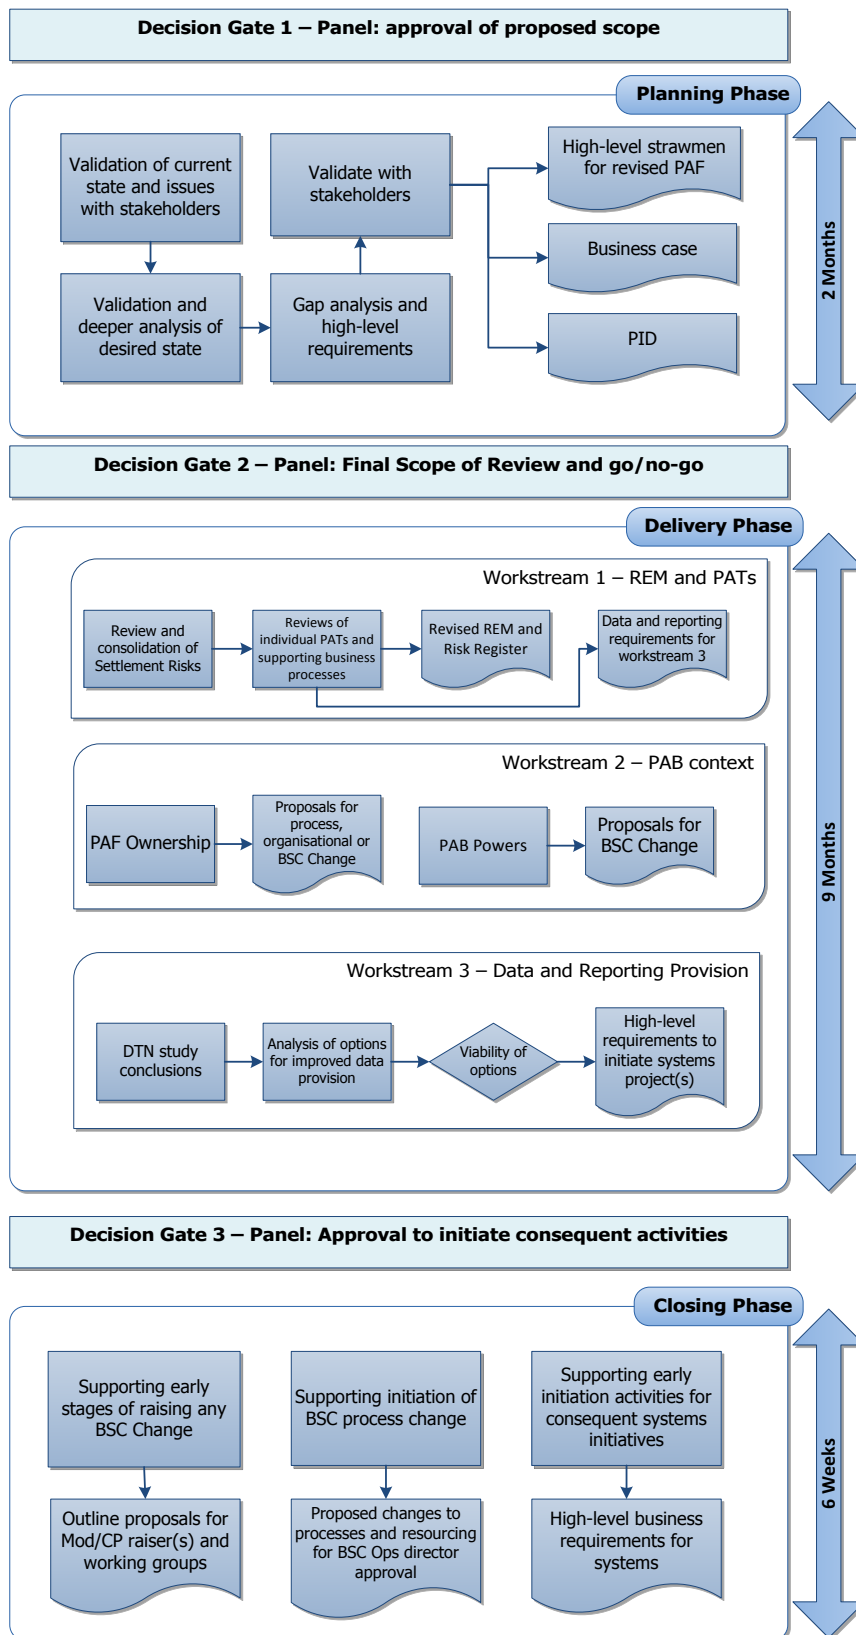 Decision Gate 1 – Panel: approval of proposed scope
Planning Phase
Validation of current
state and issues
with stakeholders
Validate with
stakeholders
High-level strawmen
for revised PAF
Business case
Validation and
deeper analysis of
desired state
Gap analysis and
high-level
requirements
PID
2 Months
Decision Gate 2 – Panel: Final Scope of Review and go/no-go
Delivery Phase
Workstream 1 – REM and PATs
Review and
consolidation of
Settlement Risks
Reviews of
individual PATs and
supporting business
processes
Revised REM and
Risk Register
Data and reporting
requirements for
workstream 3
Workstream 2 – PAB context
PAF Ownership
Proposals for
process,
organisational or
BSC Change
PAB Powers
Proposals for
BSC Change
Workstream 3 – Data and Reporting Provision
DTN study
conclusions
Analysis of options
for improved data
provision
Viability of
options
High-level
requirements to
initiate systems
project(s)
9 Months
Decision Gate 3 – Panel: Approval to initiate consequent activities
Closing Phase
Supporting early
stages of raising any
BSC Change
Supporting initiation of
BSC process change
Supporting early
initiation activities for
consequent systems
initiatives
Outline proposals for
Mod/CP raiser(s) and
working groups
Proposed changes to
processes and resourcing
for BSC Ops director
approval
High-level business
requirements for
systems
6 Weeks